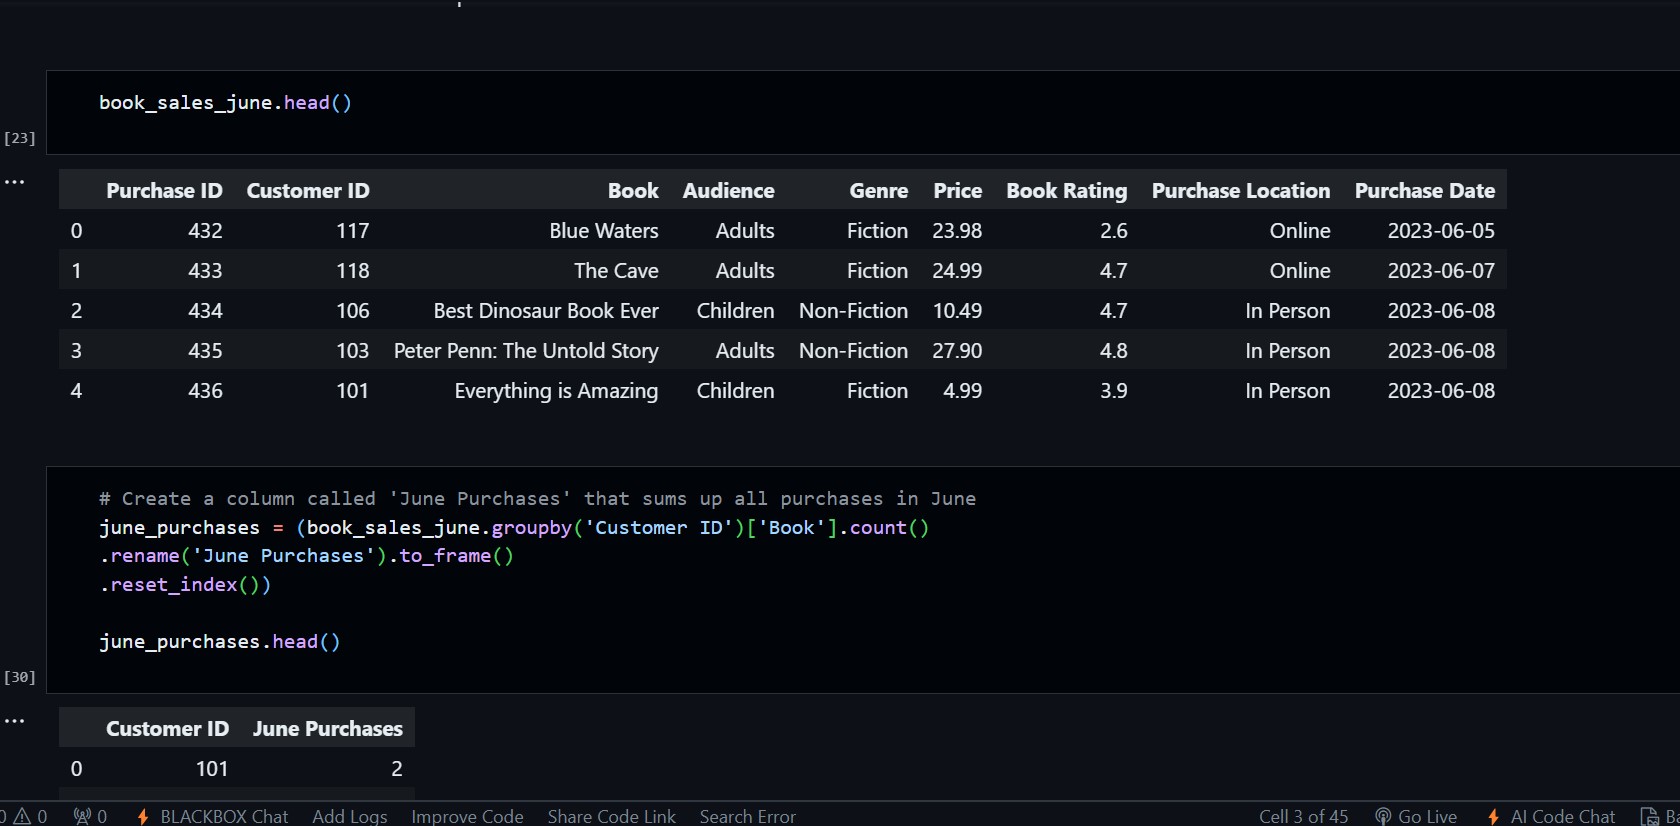 book_sales_june.head()
[23]
...
Purchase ID Customer ID Book Audience Genre Price Book Rating Purchase Location Purchase Date
0 432 117 Blue Waters Adults Fiction 23.98 2.6 Online 2023-06-05
1 433 118 The Cave Adults Fiction 24.99 4.7 Online 2023-06-07
2 434 106 Best Dinosaur Book Ever Children Non-Fiction 10.49 4.7 In Person 2023-06-08
3 435 103 Peter Penn: The Untold Story Adults Non-Fiction 27.90 4.8 In Person 2023-06-08
4 436 101 Everything is Amazing Children Fiction 4.99 3.9 In Person 2023-06-08
# Create a column called 'June Purchases' that sums up all purchases in June
june_purchases = (book_sales_june.groupby('Customer ID')['Book'].count()
.rename('June Purchases').to_frame()
.reset_index())
june_purchases.head()
[30]
...
Customer ID June Purchases
0 101 2
0 0 0 BLACKBOX Chat Add Logs Improve Code Share Code Link Search Error Cell 3 of 45 Go Live AI Code Chat